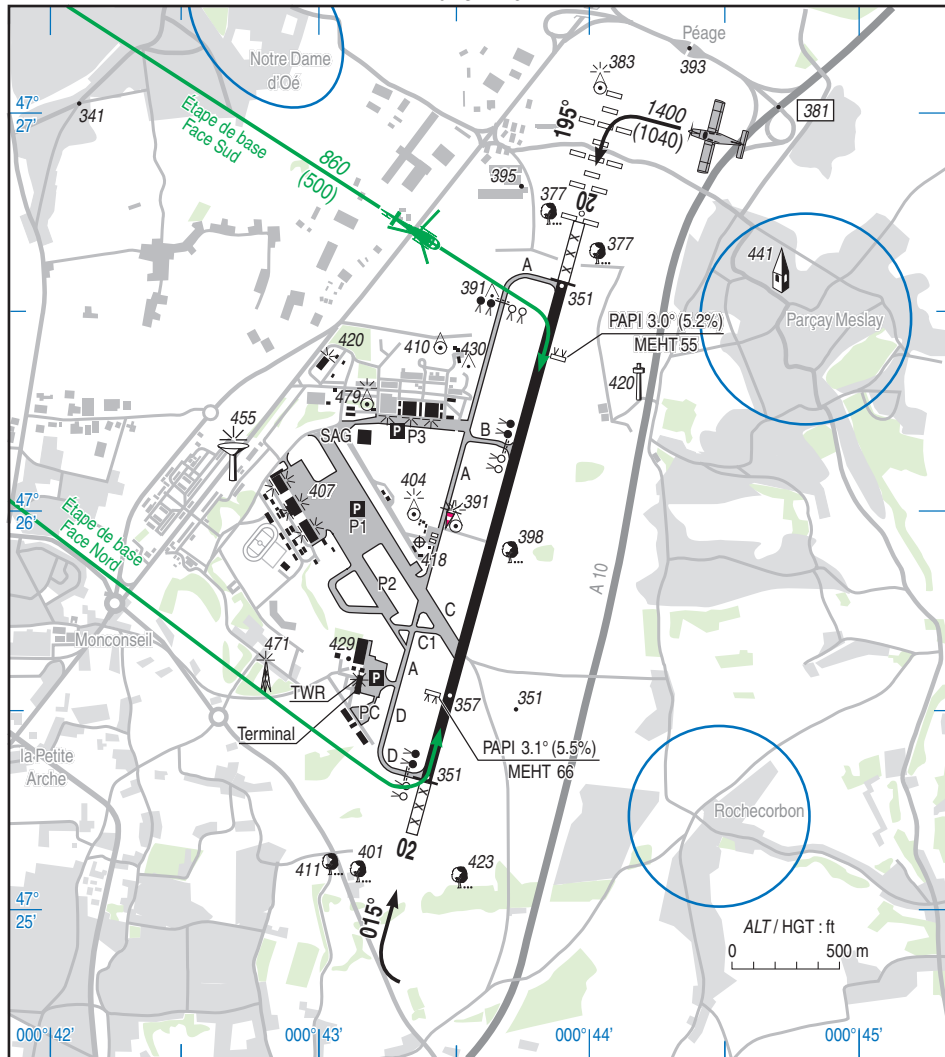 Péage
383
393
Notre Dame
d'Oé
47°
27'
341
381
195°
1400
(1040)
Étape de base
Face Sud
860
(500)
395
377
20
377
441
A
391
351
Parçay Meslay
PAPI 3.0° (5.2%)
MEHT 55
420
410
430
420
479
455
SAG
P
P3
B
A
407
404
391
P
P1
47°
26'
Étape de base
Face Nord
398
418
A 10
P2
C
C1
Monconseil
471
429
A
P
TWR
357
351
PC
D
Terminal
D
PAPI 3.1° (5.5%)
MEHT 66
la Petite
Arche
351
Rochecorbon
02
411
401
423
47°
25'
015°
ALT / HGT : ft
0
500 m
000° 42'
000° 43'
000° 44'
000° 45'